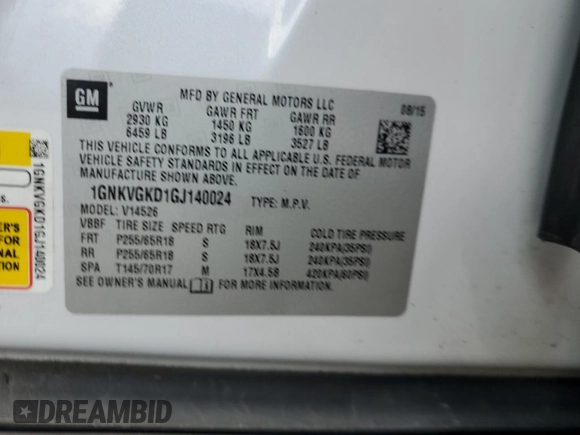 GM
MFD BY GENERAL MOTORS LLC
08/15
GVWR GAWR FRT GAWR RR
2930 KG 1450 KG 1600 KG
6459 LB 3196 LB 3527 LB
THIS VEHICLE CONFORMS TO ALL APPLICABLE U.S. FEDERAL MOTOR
VEHICLE SAFETY STANDARDS IN EFFECT ON THE DATE OF
MANUFACTURE SHOWN ABOVE.
1GNKVGKD1GJ140024 TYPE: M.P.V.
MODEL: V14526
VBBF TIRE SIZE SPEED RTG RIM COLD TIRE PRESSURE
FRT P255/65R18 S 18X7.5J 240KPA(35PSI)
RR P255/65R18 S 18X7.5J 240KPA(35PSI)
SPA T145/70R17 M 17X4.5B 420KPA(60PSI)
SEE OWNER'S MANUAL FOR MORE INFORMATION.
1GNKVGKD1GJ140024
FOR
ONAL
DREAMBID